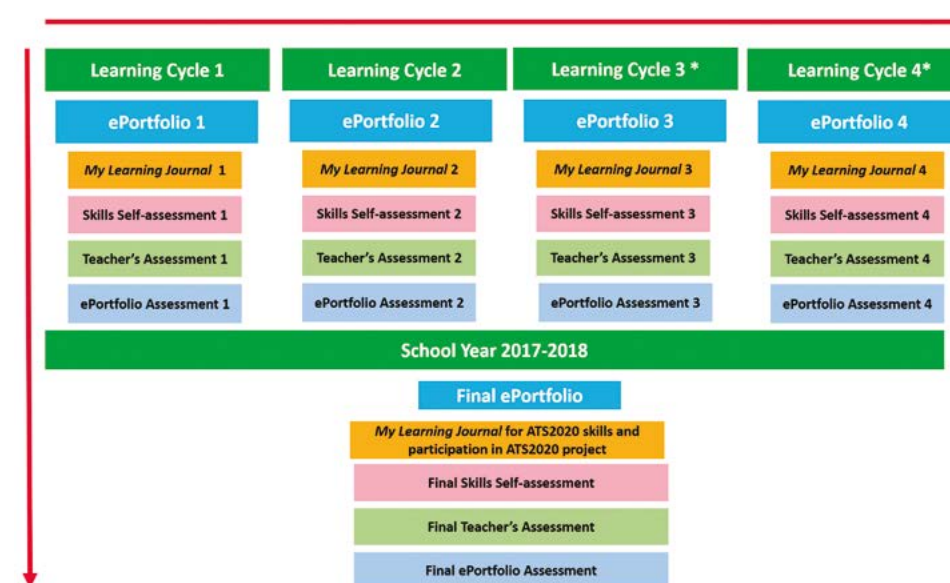 Learning Cycle 1
Learning Cycle 2
Learning Cycle 3 *
Learning Cycle 4*
ePortfolio 1
ePortfolio 2
ePortfolio 3
ePortfolio 4
My Learning Journal 1
My Learning Journal 2
My Learning Journal 3
My Learning Journal 4
Skills Self-assessment 1
Skills Self-assessment 2
Skills Self-assessment 3
Skills Self-assessment 4
Teacher's Assessment 1
Teacher's Assessment 2
Teacher's Assessment 3
Teacher's Assessment 4
ePortfolio Assessment 1
ePortfolio Assessment 2
ePortfolio Assessment 3
ePortfolio Assessment 4
School Year 2017-2018
Final ePortfolio
My Learning Journal for ATS2020 skills and
participation in ATS2020 project
Final Skills Self-assessment
Final Teacher's Assessment
Final ePortfolio Assessment